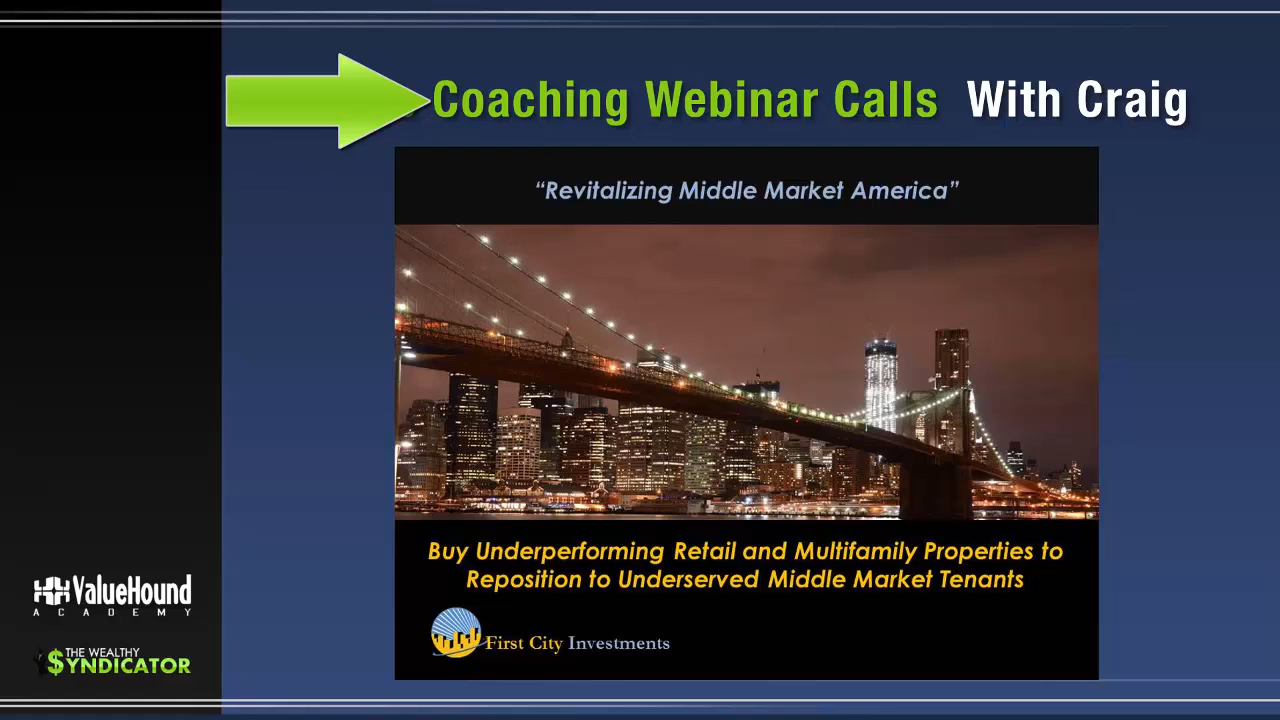 Coaching Webinar Calls With Craig
“Revitalizing Middle Market America”
Buy Underperforming Retail and Multifamily Properties to
Reposition to Underserved Middle Market Tenants
First City Investments
ValueHound
ACADEMY
THE WEALTHY
$YNDICATOR